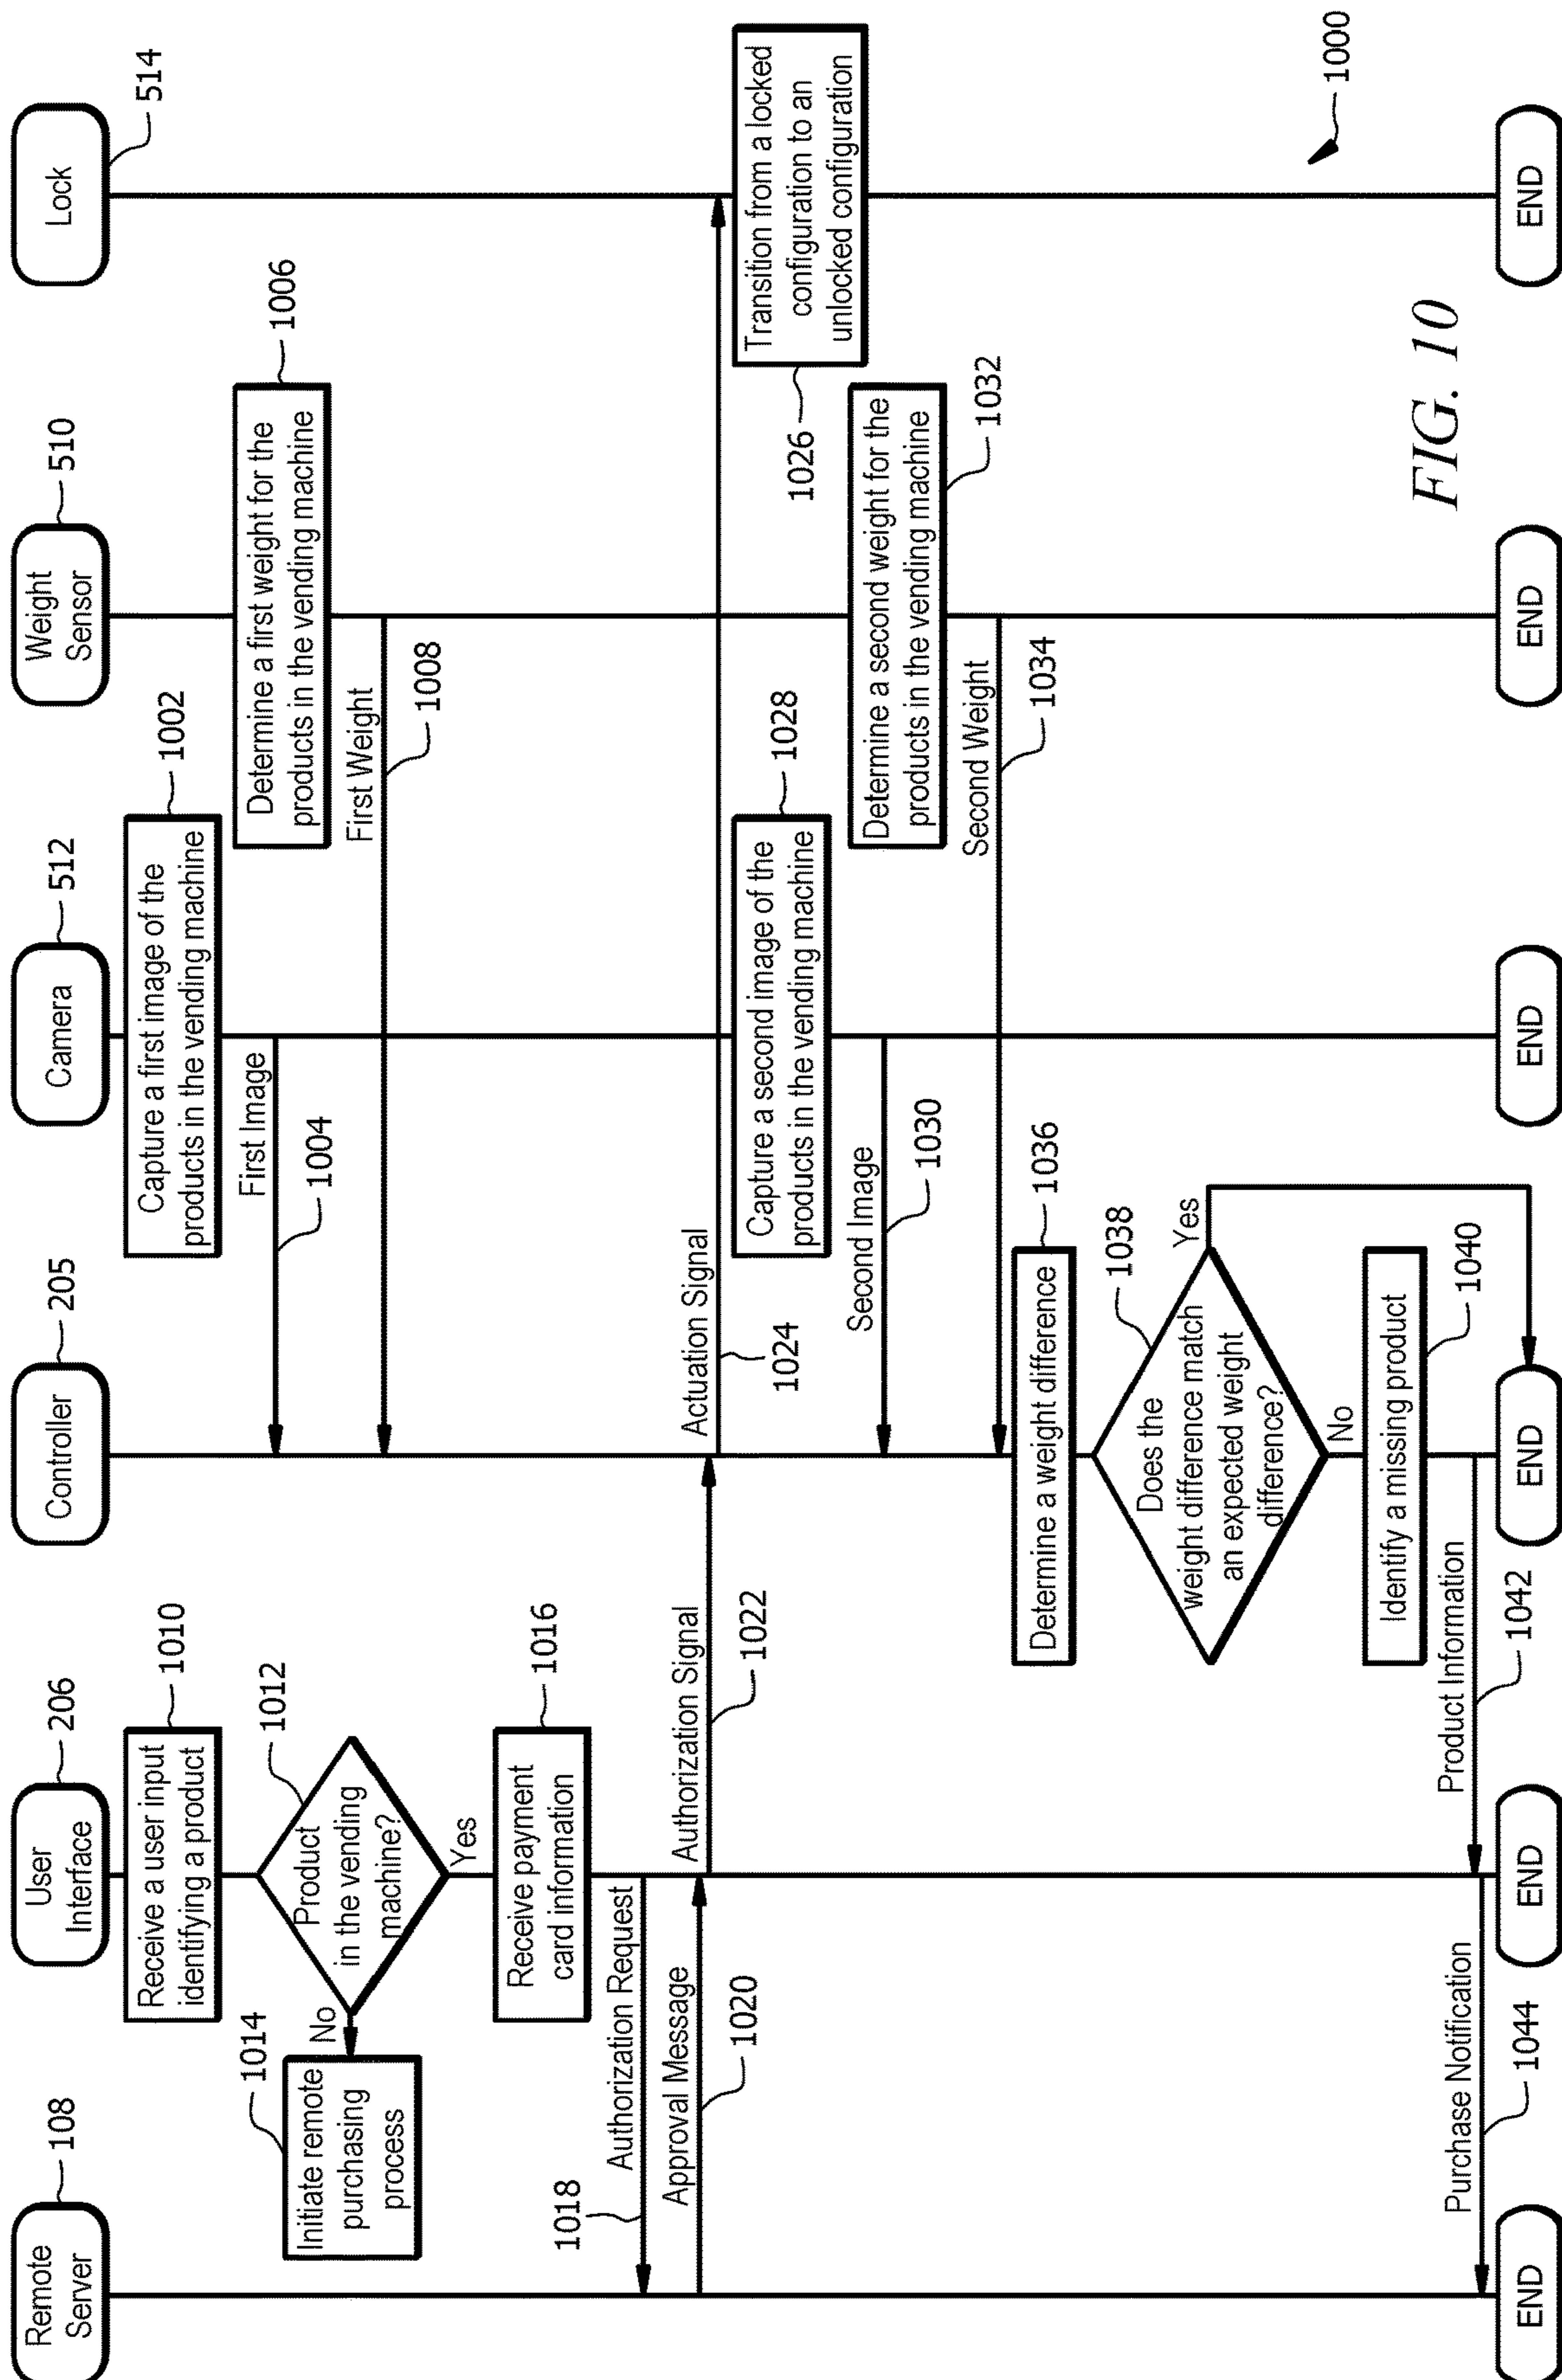 Remote
Server
108
User
Interface
206
Controller
205
Camera
512
Weight
Sensor
510
Lock
514
Receive a user input
identifying a product
1010
Capture a first image of the
products in the vending machine
1002
First Image
1004
Determine a first weight for the
products in the vending machine
1006
First Weight
1008
Product
in the vending
machine?
1012
No
Yes
1014
Initiate remote
purchasing
process
Receive payment
card information
1016
1018
Authorization Request
Approval Message
1020
Authorization Signal
1022
Actuation Signal
1024
Transition from a locked
configuration to an
unlocked configuration
1026
Capture a second image of the
products in the vending machine
1028
Second Image
1030
Determine a second weight for the
products in the vending machine
1032
Second Weight
1034
Determine a weight difference
1036
Does the
weight difference match
an expected weight
difference?
1038
Yes
No
Identify a missing product
1040
Product Information
1042
Purchase Notification
1044
END
END
END
END
END
END
1000
FIG. 10